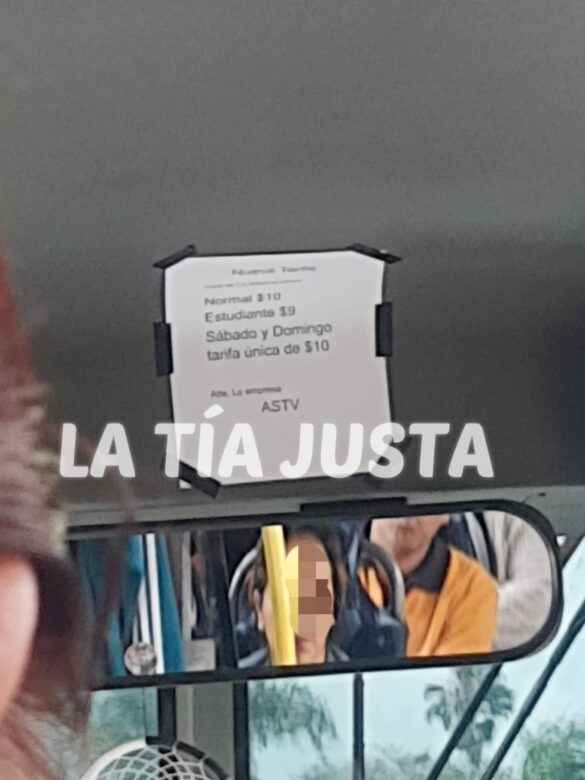 Nueva Tarifa
Normal $10
Estudiante $9
Sábado y Domingo
tarifa única de $10
Atte. La empresa
ASTV
LA TÍA JUSTA